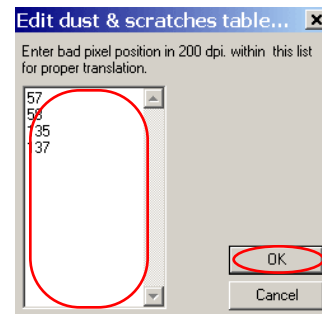 Edit dust & scratches table...
Enter bad pixel position in 200 dpi. within this list
for proper translation.
57
58
135
137
OK
Cancel